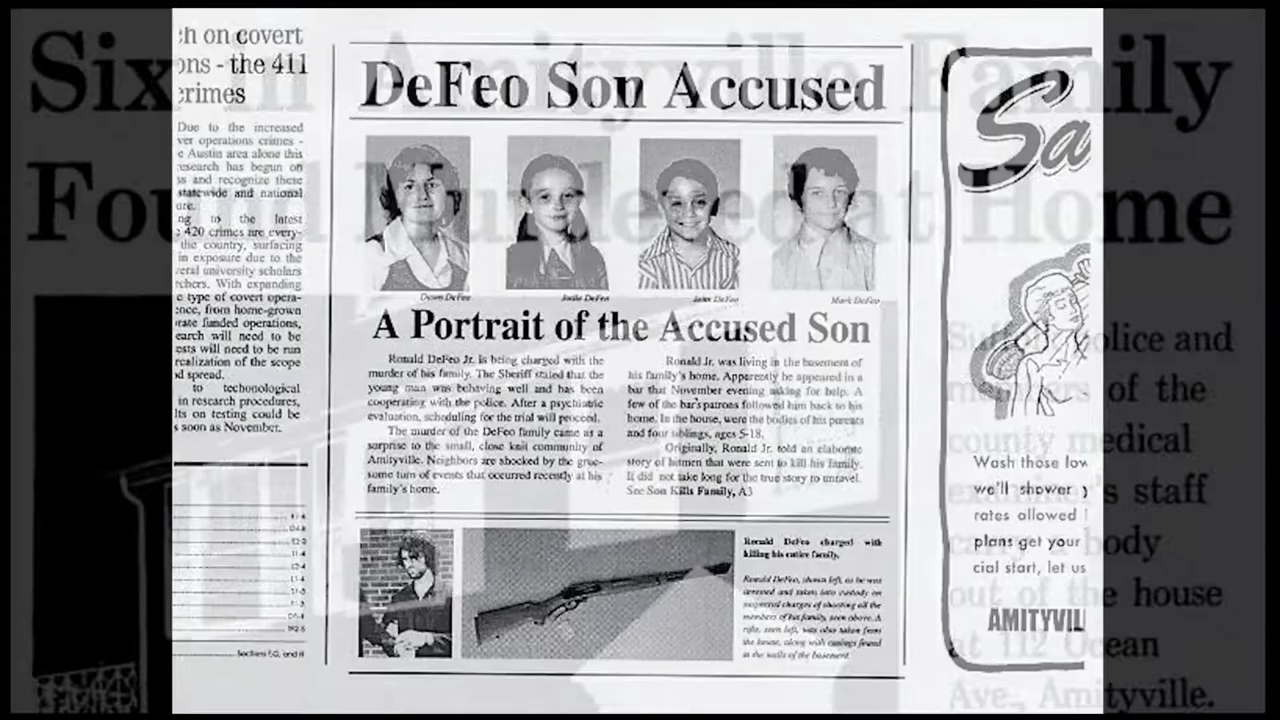 Six in Amityville Family
Found Murdered at Home
Suffolk police and
members of the
county medical
examiner's staff
carry a body
out of the house
at 112 Ocean
Ave., Amityville.
ch on covert
ons - the 411
crimes
Due to the increased
ver operations crimes -
e Austin area alone this
esearch has begun on
ss and recognize these
statewide and national
ure.
ng to the latest
420 crimes are every-
the country, surfacing
in exposure due to the
veral university scholars
rchers. With expanding
e type of covert opera-
ence, from home-grown
rate funded operations,
earch will need to be
ests will need to be run
realization of the scope
d spread.
to techonological
in research procedures,
lts on testing could be
s soon as November.
Sections F,G, and H
DeFeo Son Accused
Dawn DeFeo
DeFeo
John DeFeo
Mark DeFeo
A Portrait of the Accused Son
Ronald DeFeo Jr. is being charged with the
murder of his family. The Sheriff stated that the
young man was behaving well and has been
cooperating with the police. After a psychiatric
evaluation, scheduling for the trial will proceed.
The murder of the DeFeo family came as a
surprise to the small, close knit community of
Amityville. Neighbors are shocked by the grue-
some turn of events that occurred recently at his
family's home.
Ronald Jr. was living in the basement of
his family's home. Apparently he appeared in a
bar that November evening asking for help. A
few of the bar's patrons followed him back to his
home. In the house, were the bodies of his parents
and four siblings, ages 5-18.
Originally, Ronald Jr. told an elaborate
story of hitmen that were sent to kill his family.
It did not take long for the true story to unravel.
See Son Kills Family, A3
Ronald DeFeo charged with
killing his entire family.
Ronald DeFeo, shown left, as he was
arrested and taken into custody on
suspected charges of shooting all the
members of his family, seen above. A
rifle, seen left, was also taken from
the house, along with casings found
in the walls of the basement.
Sa
Wash those low
we'll shower y
rates allowed
plans get your
cial start, let us
AMITYVIL